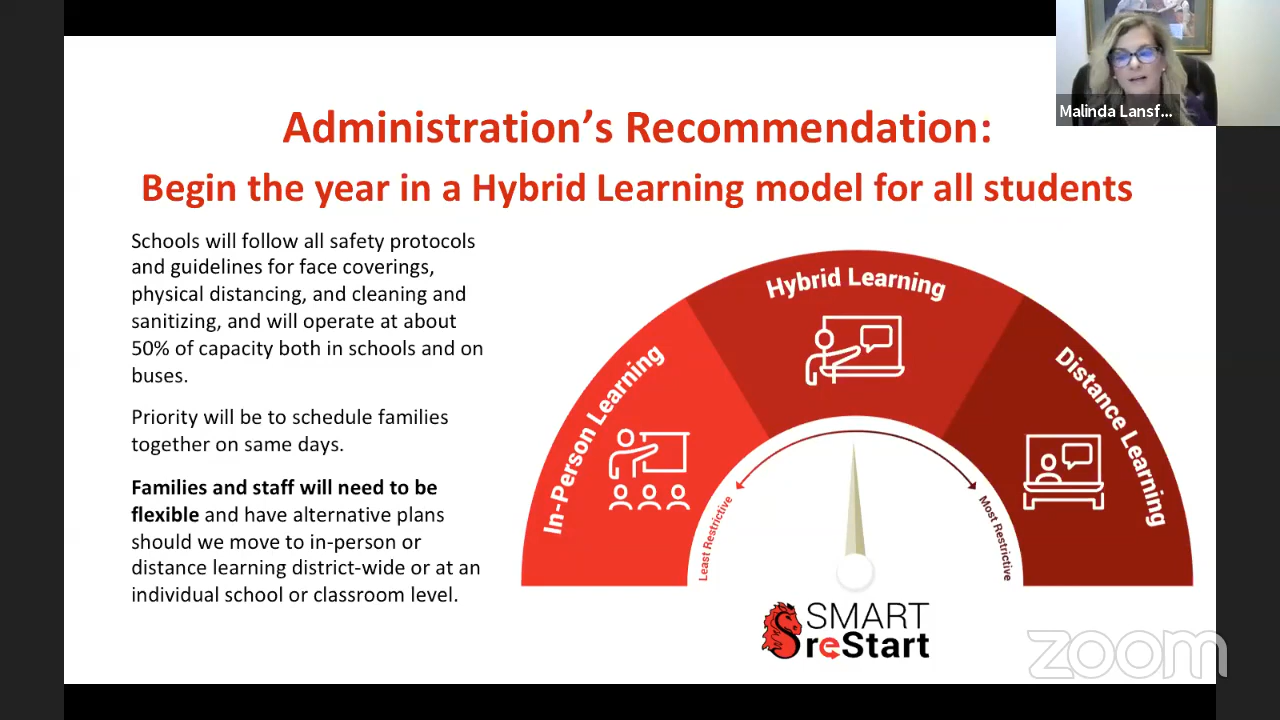 Malinda Lansf...
Administration’s Recommendation:
Begin the year in a Hybrid Learning model for all students
Schools will follow all safety protocols
and guidelines for face coverings,
physical distancing, and cleaning and
sanitizing, and will operate at about
50% of capacity both in schools and on
buses.
Priority will be to schedule families
together on same days.
Families and staff will need to be
flexible and have alternative plans
should we move to in-person or
distance learning district-wide or at an
individual school or classroom level.
In-Person Learning
Hybrid Learning
Distance Learning
Least Restrictive
Most Restrictive
SMART
reStart
zoom